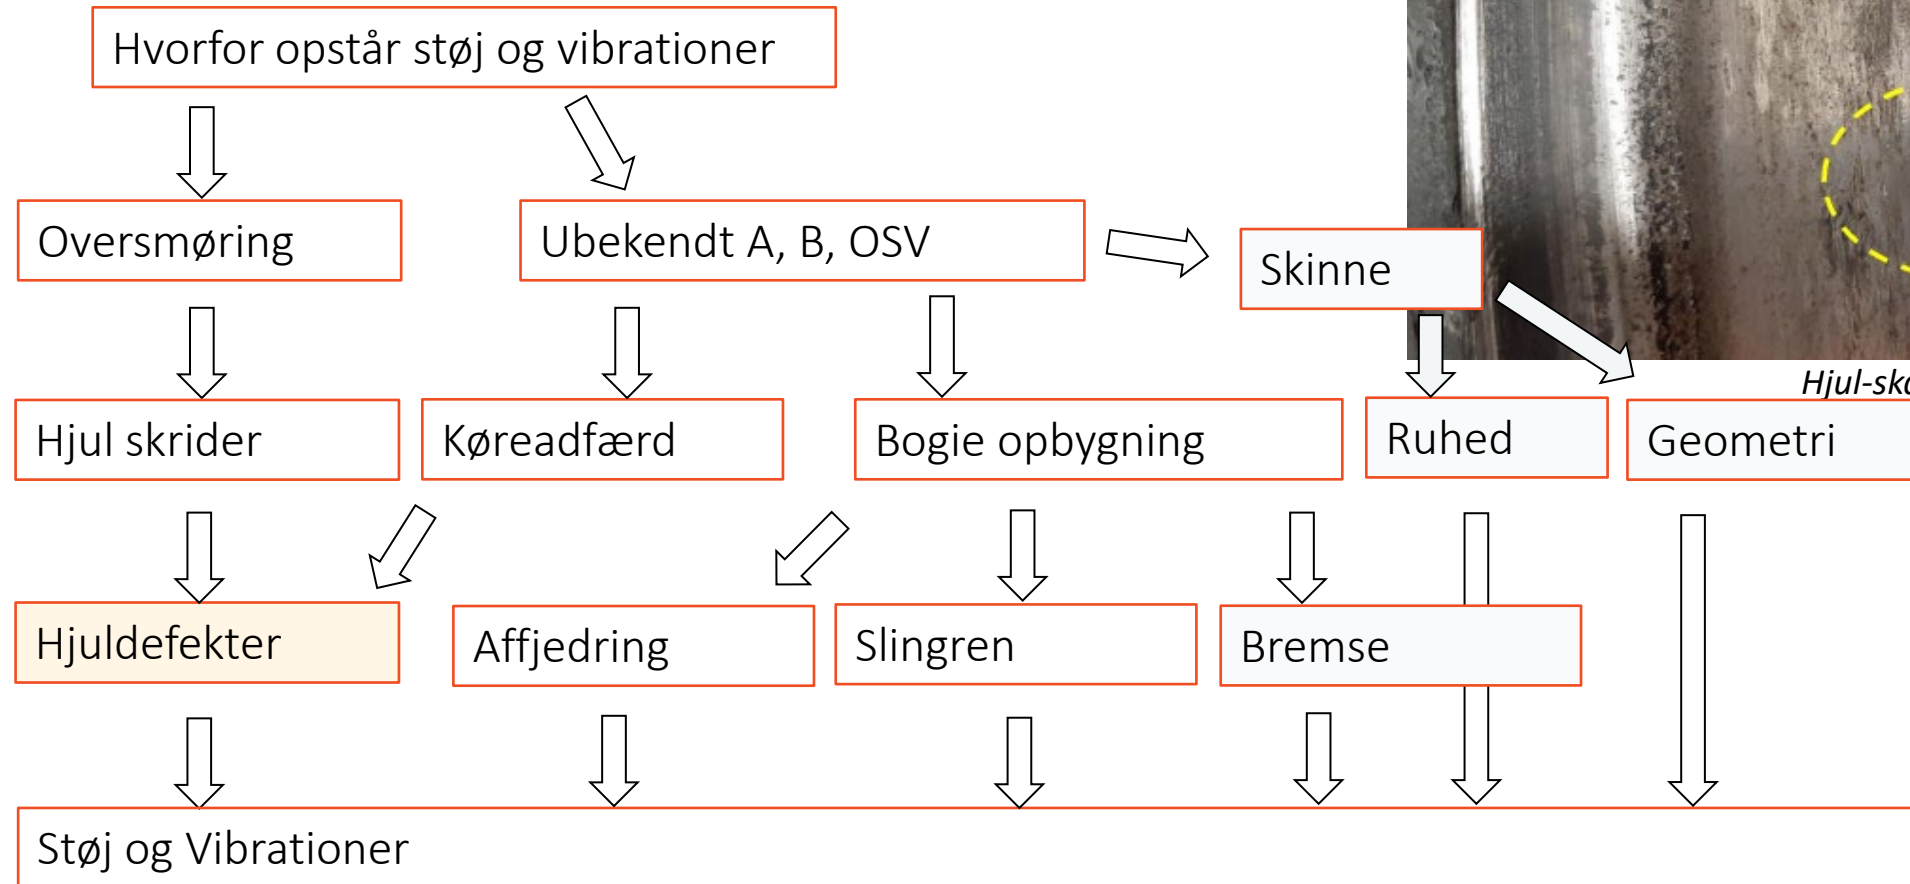 Hvorfor opstår støj og vibrationer
Oversmøring
Ubekendt A, B, OSV
Skinne
Hjul skrider
Køreadfærd
Bogie opbygning
Ruhed
Geometri
Hjuldefekter
Affjedring
Slingren
Bremse
Støj og Vibrationer